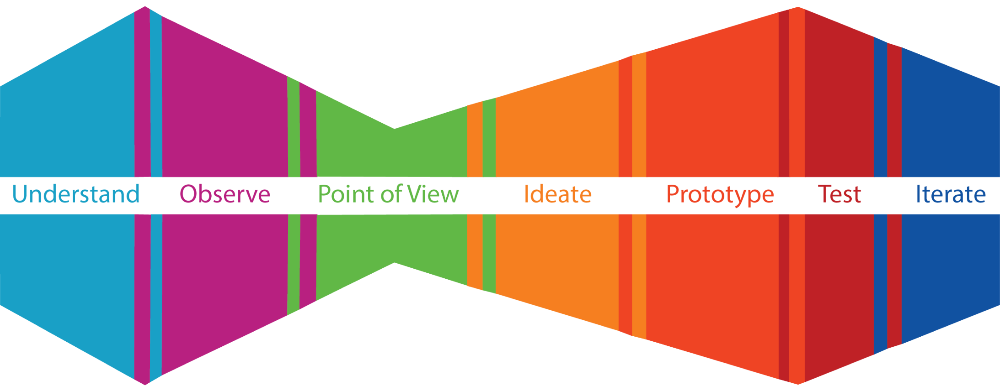 Understand Observe Point of View Ideate Prototype Test Iterate